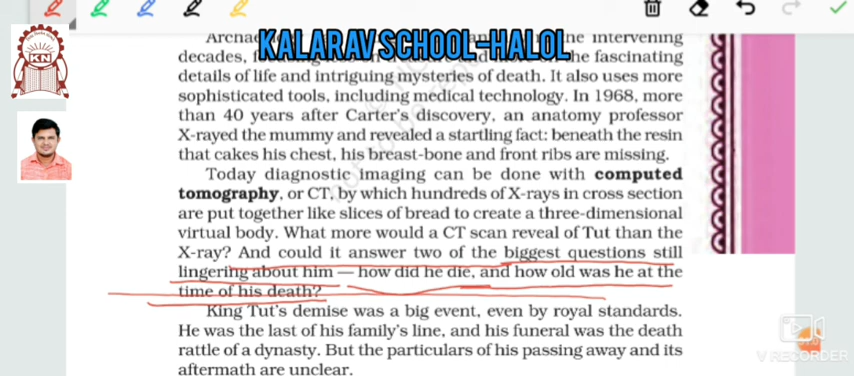 KALARAV SCHOOL-HALOL
KN
Archae
the intervening
decades,
the fascinating
details of life and intriguing mysteries of death. It also uses more
sophisticated tools, including medical technology. In 1968, more
than 40 years after Carter's discovery, an anatomy professor
X-rayed the mummy and revealed a startling fact: beneath the resin
that cakes his chest, his breast-bone and front ribs are missing.
Today diagnostic imaging can be done with computed
tomography, or CT, by which hundreds of X-rays in cross section
are put together like slices of bread to create a three-dimensional
virtual body. What more would a CT scan reveal of Tut than the
X-ray? And could it answer two of the biggest questions still
lingering about him — how did he die, and how old was he at the
time of his death?
King Tut's demise was a big event, even by royal standards.
He was the last of his family's line, and his funeral was the death
rattle of a dynasty. But the particulars of his passing away and its
aftermath are unclear.
V RECORDER